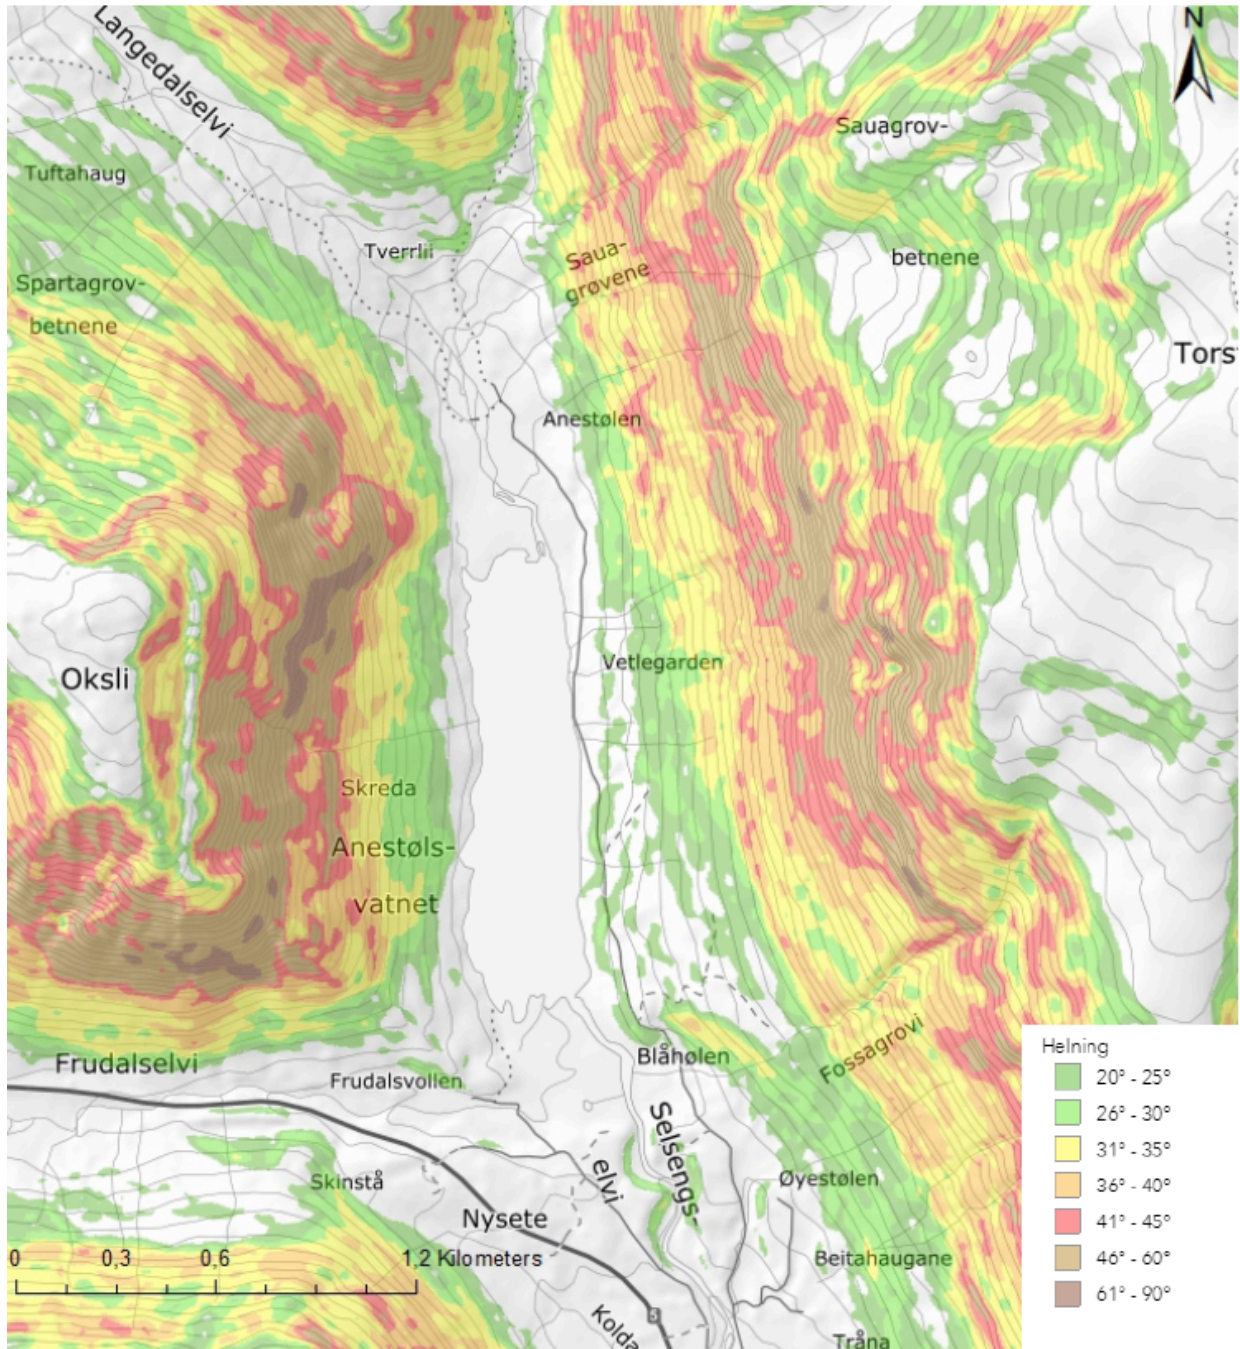 N
Langedalselvi
Sauagrov-
Tuftahaug
Tverrlii
betnene
Saua-
grøvene
Spartagrov-
betnene
Torst
Anestølen
Vetlegarden
Oksli
Skreda
Anestøls-
vatnet
Fossagrovi
Blåhølen
Frudalselvi
Frudalsvollen
Selsengs-
elvi
Skinstå
Øyestølen
Nysete
Beitahaugane
Tråna
5
0 0,3 0,6 1,2 Kilometers
Helning
20° - 25°
26° - 30°
31° - 35°
36° - 40°
41° - 45°
46° - 60°
61° - 90°